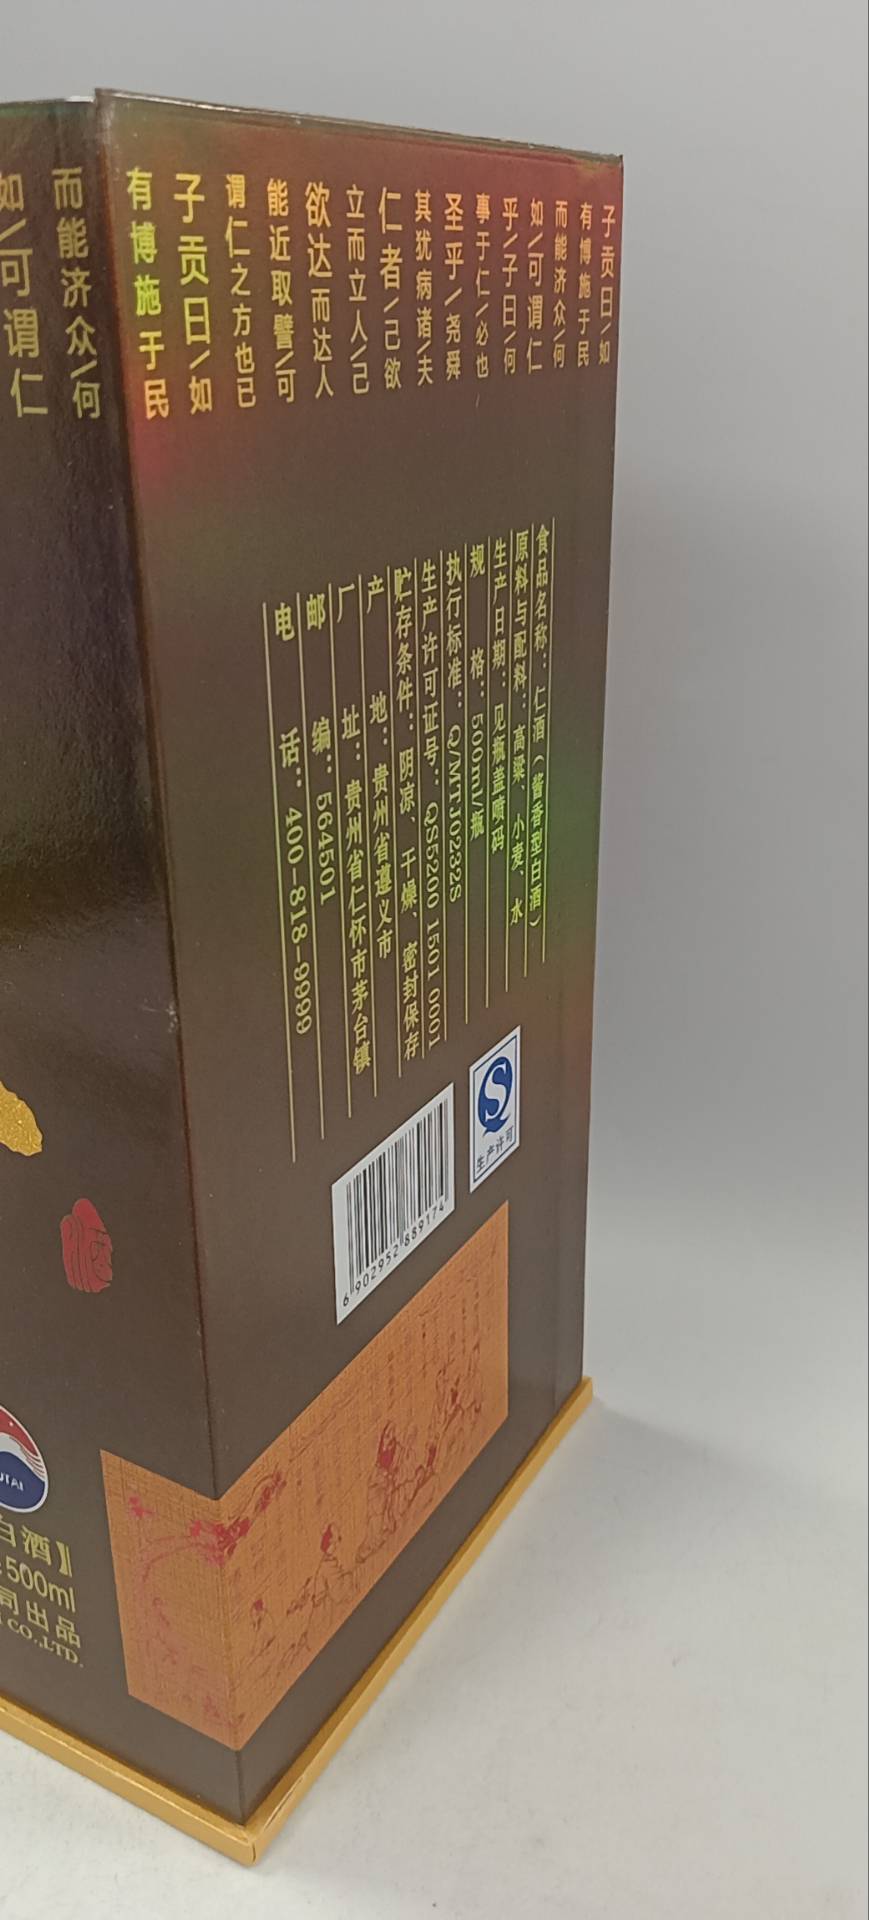 子贡曰\如
有博施于民
而能济众\何
如\可谓仁
乎\子曰\何
事于仁\必也
圣乎\尧舜
其犹病诸\夫
仁者\己欲
立而立人\己
欲达而达人
能近取譬\可
谓仁之方也已
子贡曰\如
有博施于民
而能济众\何
如\可谓仁
食品名称：仁酒（酱香型白酒）
原料与配料：高粱、小麦、水
生产日期：见瓶盖喷码
规格：500ml/瓶
执行标准：Q/MTJ0232S
生产许可证号：QS5200 1501 0001
贮存条件：阴凉、干燥、密封保存
产地：贵州省遵义市
厂址：贵州省仁怀市茅台镇
邮编：564501
电话：400-818-9999
生产许可
6 902952 889174
酒
UTAI
白酒】
500ml
司出品
CO.,LTD.